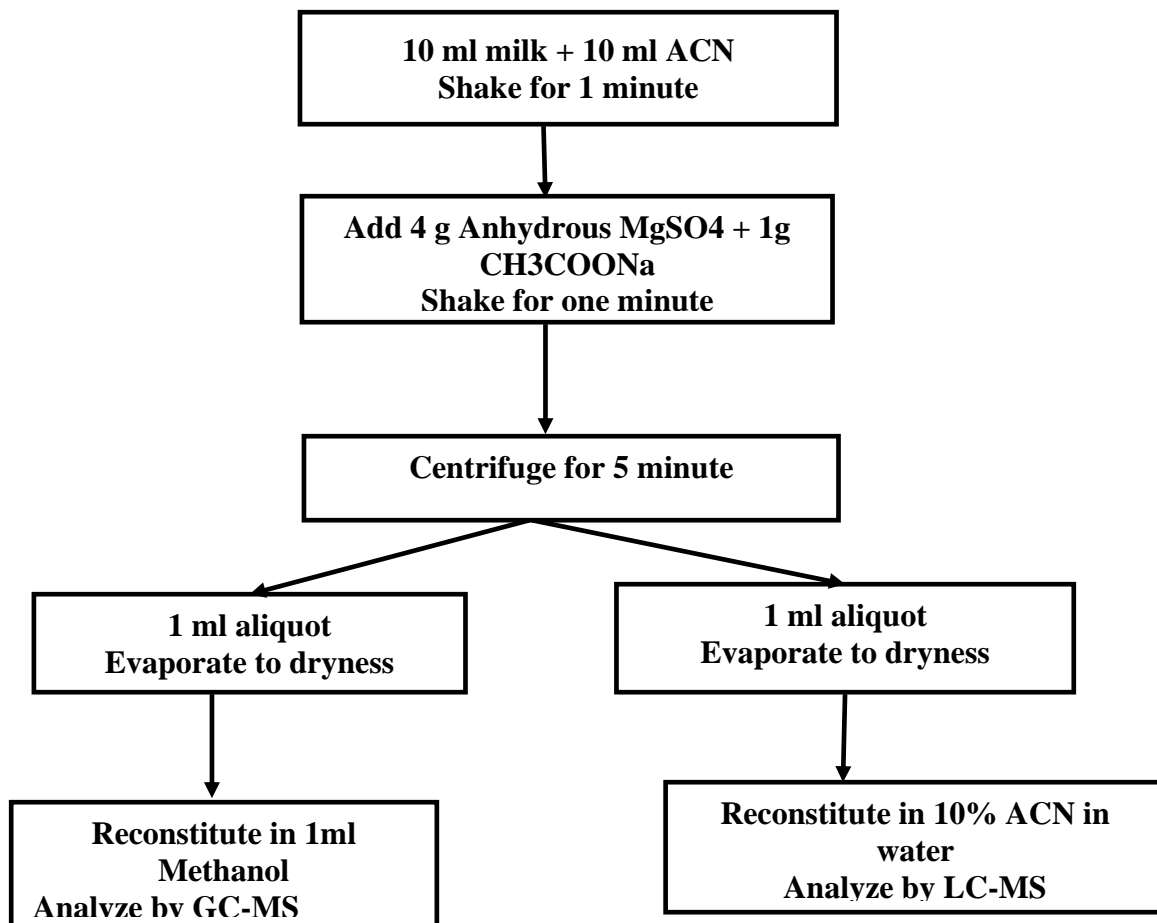 10 ml milk + 10 ml ACN
Shake for 1 minute
Add 4 g Anhydrous MgSO4 + 1g
CH3COONa
Shake for one minute
Centrifuge for 5 minute
1 ml aliquot
Evaporate to dryness
1 ml aliquot
Evaporate to dryness
Reconstitute in 1ml
Methanol
Analyze by GC-MS
Reconstitute in 10% ACN in
water
Analyze by LC-MS